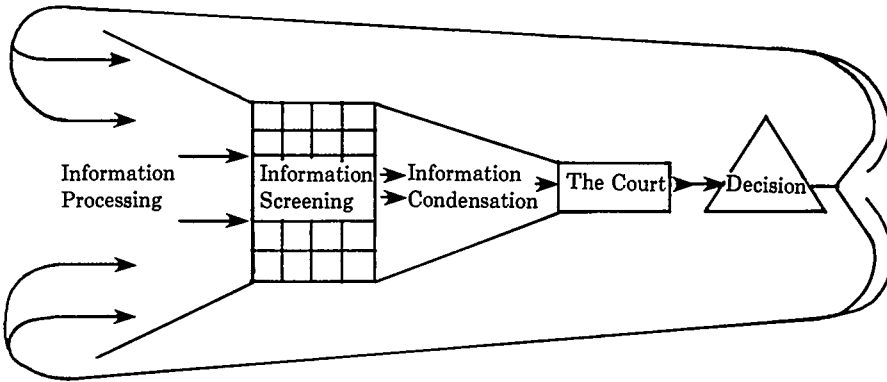 Information
Processing
Information
Screening
Information
Condensation
The Court
Decision